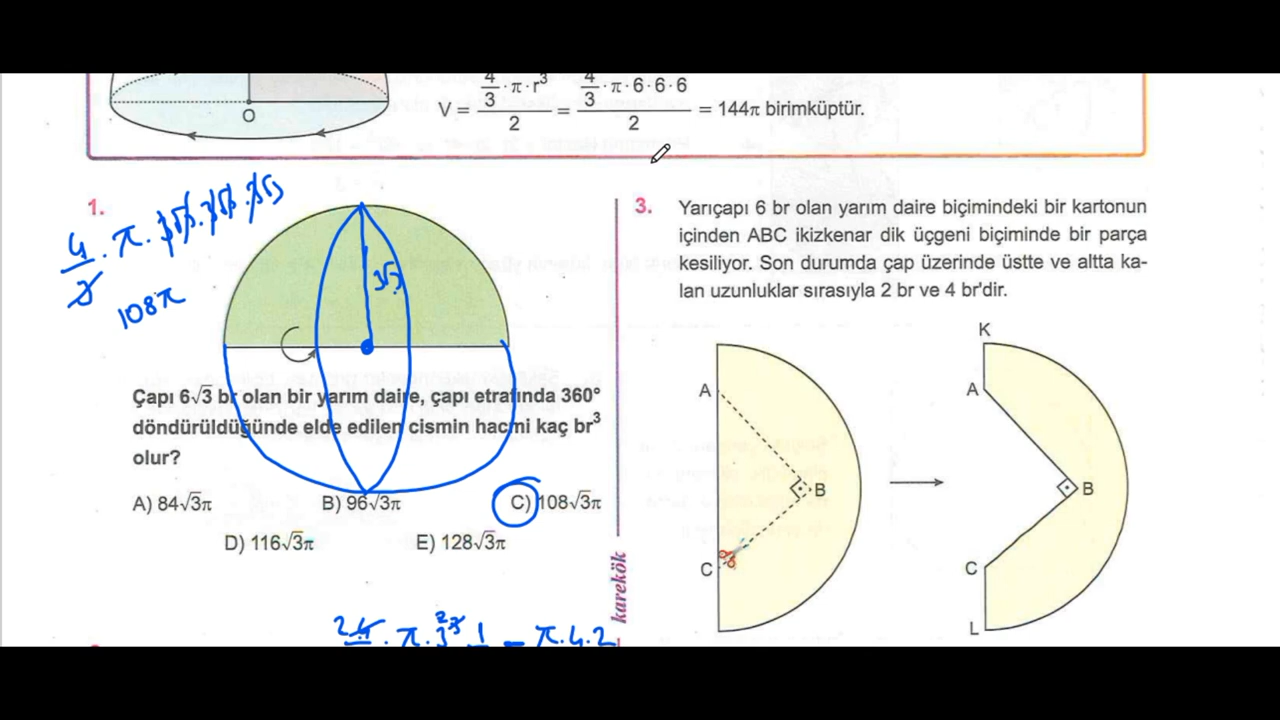 O
V = 4/3 · π · r³ / 2 = 4/3 · π · 6 · 6 · 6 / 2 = 144π birimküptür.
1.
4/3 · π · 3√3 · 3√3 · 3√3
108π
3√3
Çapı 6√3 br olan bir yarım daire, çapı etrafında 360°
döndürüldüğünde elde edilen cismin hacmi kaç br³
olur?
A) 84√3π B) 96√3π C) 108√3π
D) 116√3π E) 128√3π
karekök
3. Yarıçapı 6 br olan yarım daire biçimindeki bir kartonun
içinden ABC ikizkenar dik üçgeni biçiminde bir parça
kesiliyor. Son durumda çap üzerinde üstte ve altta ka-
lan uzunluklar sırasıyla 2 br ve 4 br'dir.
A
B
C
K
A
B
C
L